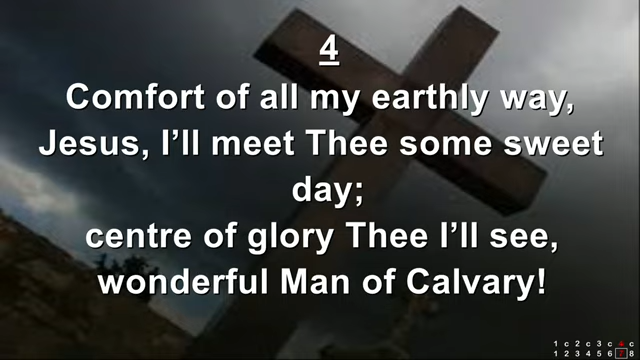 4
Comfort of all my earthly way,
Jesus, I'll meet Thee some sweet
day;
centre of glory Thee I'll see,
wonderful Man of Calvary!
1 c 2 c 3 c 4 c
1 2 3 4 5 6 7 8